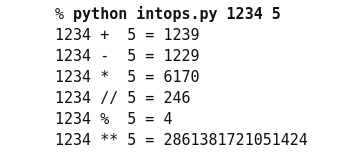 % python intops.py 1234 5
1234 +  5 = 1239
1234 -  5 = 1229
1234 *  5 = 6170
1234 // 5 = 246
1234 %  5 = 4
1234 ** 5 = 2861381721051424